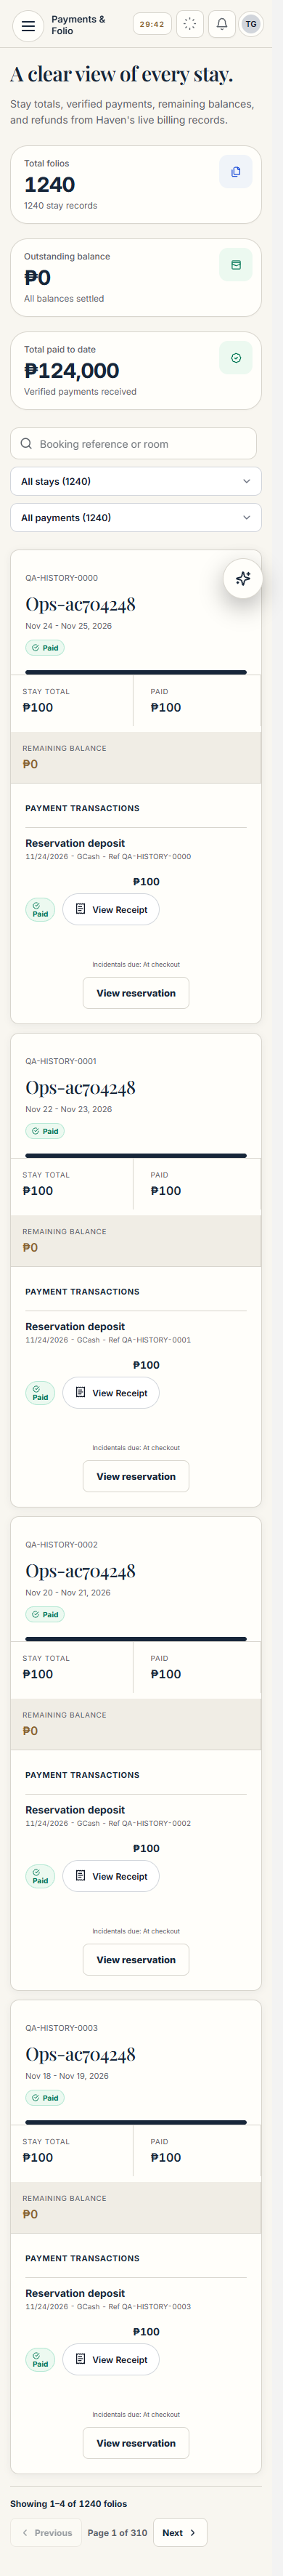 Payments &
Folio
29:42
TG
A clear view of every stay.
Stay totals, verified payments, remaining balances,
and refunds from Haven's live billing records.
Total folios
1240
1240 stay records
Outstanding balance
₱0
All balances settled
Total paid to date
₱124,000
Verified payments received
Booking reference or room
All stays (1240)
All payments (1240)
QA-HISTORY-0000
Ops-ac704248
Nov 24 - Nov 25, 2026
Paid
STAY TOTAL
PAID
₱100
₱100
REMAINING BALANCE
₱0
PAYMENT TRANSACTIONS
Reservation deposit
11/24/2026 - GCash - Ref QA-HISTORY-0000
₱100
Paid
View Receipt
Incidentals due: At checkout
View reservation
QA-HISTORY-0001
Ops-ac704248
Nov 22 - Nov 23, 2026
Paid
STAY TOTAL
PAID
₱100
₱100
REMAINING BALANCE
₱0
PAYMENT TRANSACTIONS
Reservation deposit
11/24/2026 - GCash - Ref QA-HISTORY-0001
₱100
Paid
View Receipt
Incidentals due: At checkout
View reservation
QA-HISTORY-0002
Ops-ac704248
Nov 20 - Nov 21, 2026
Paid
STAY TOTAL
PAID
₱100
₱100
REMAINING BALANCE
₱0
PAYMENT TRANSACTIONS
Reservation deposit
11/24/2026 - GCash - Ref QA-HISTORY-0002
₱100
Paid
View Receipt
Incidentals due: At checkout
View reservation
QA-HISTORY-0003
Ops-ac704248
Nov 18 - Nov 19, 2026
Paid
STAY TOTAL
PAID
₱100
₱100
REMAINING BALANCE
₱0
PAYMENT TRANSACTIONS
Reservation deposit
11/24/2026 - GCash - Ref QA-HISTORY-0003
₱100
Paid
View Receipt
Incidentals due: At checkout
View reservation
Showing 1–4 of 1240 folios
Previous
Page 1 of 310
Next